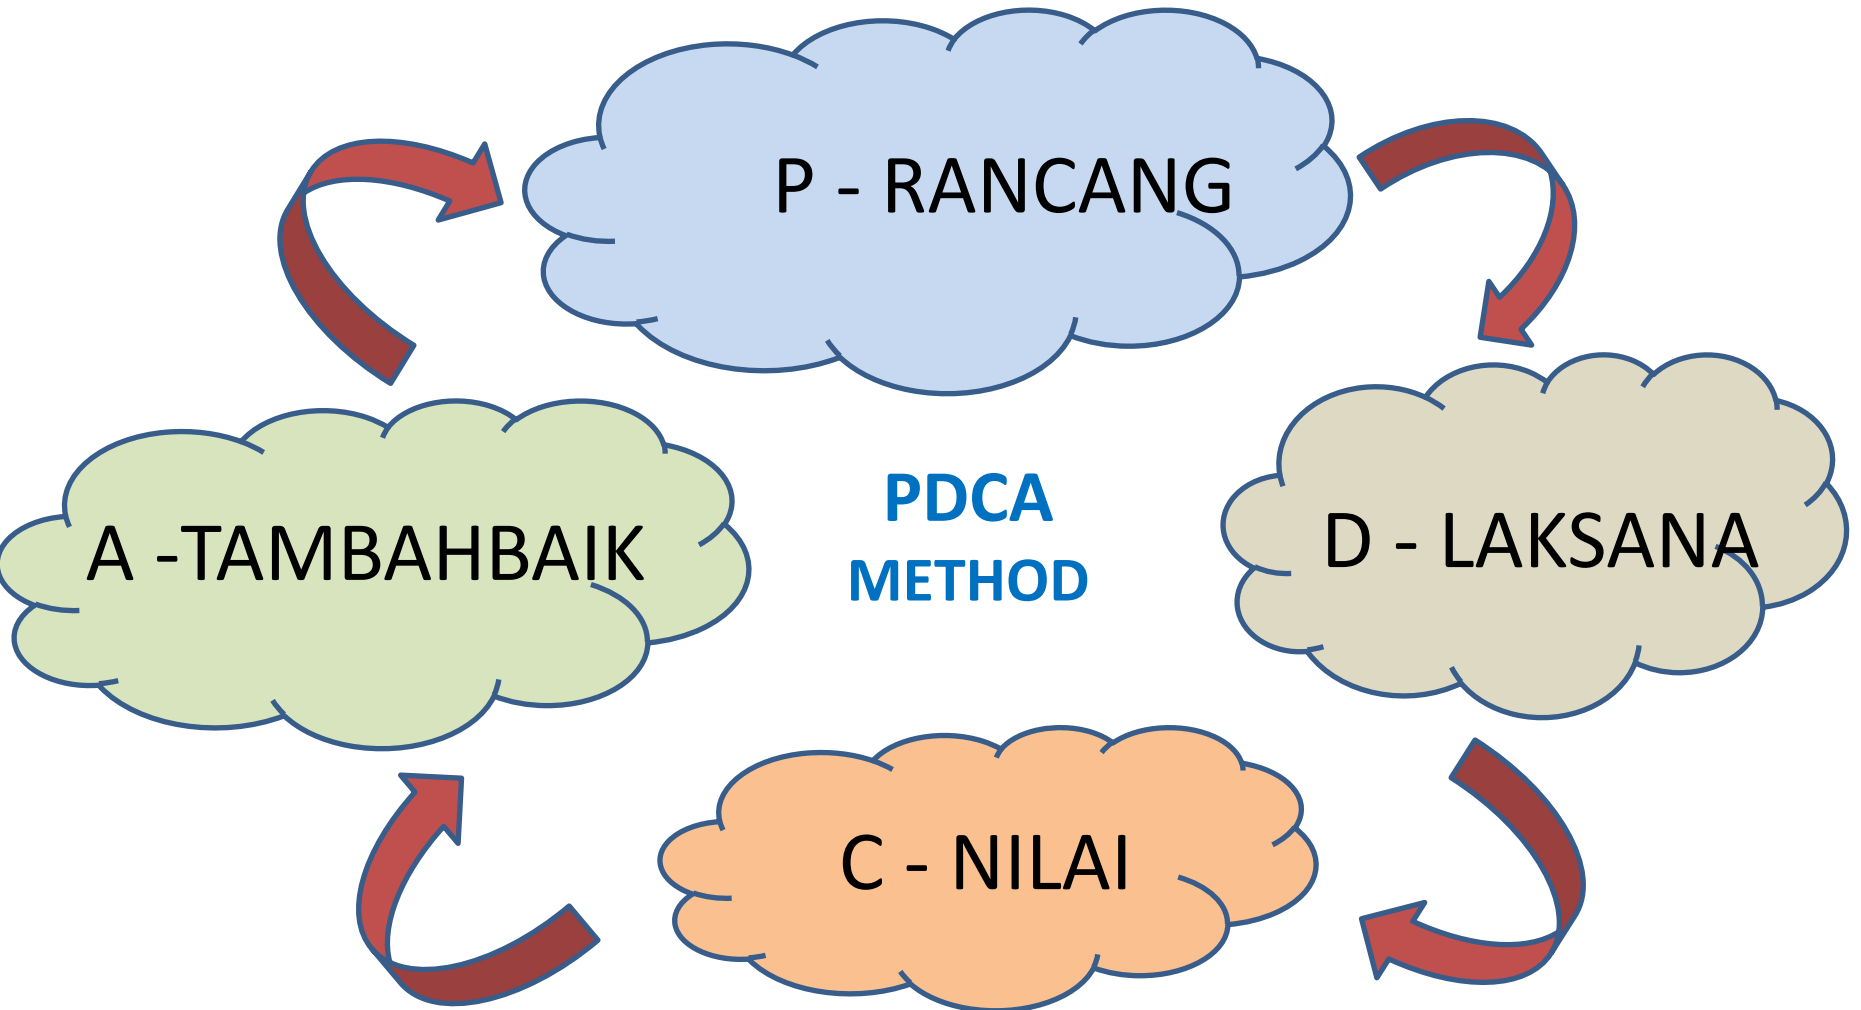 P - RANCANG
D - LAKSANA
C - NILAI
A -TAMBAHBAIK
PDCA
METHOD